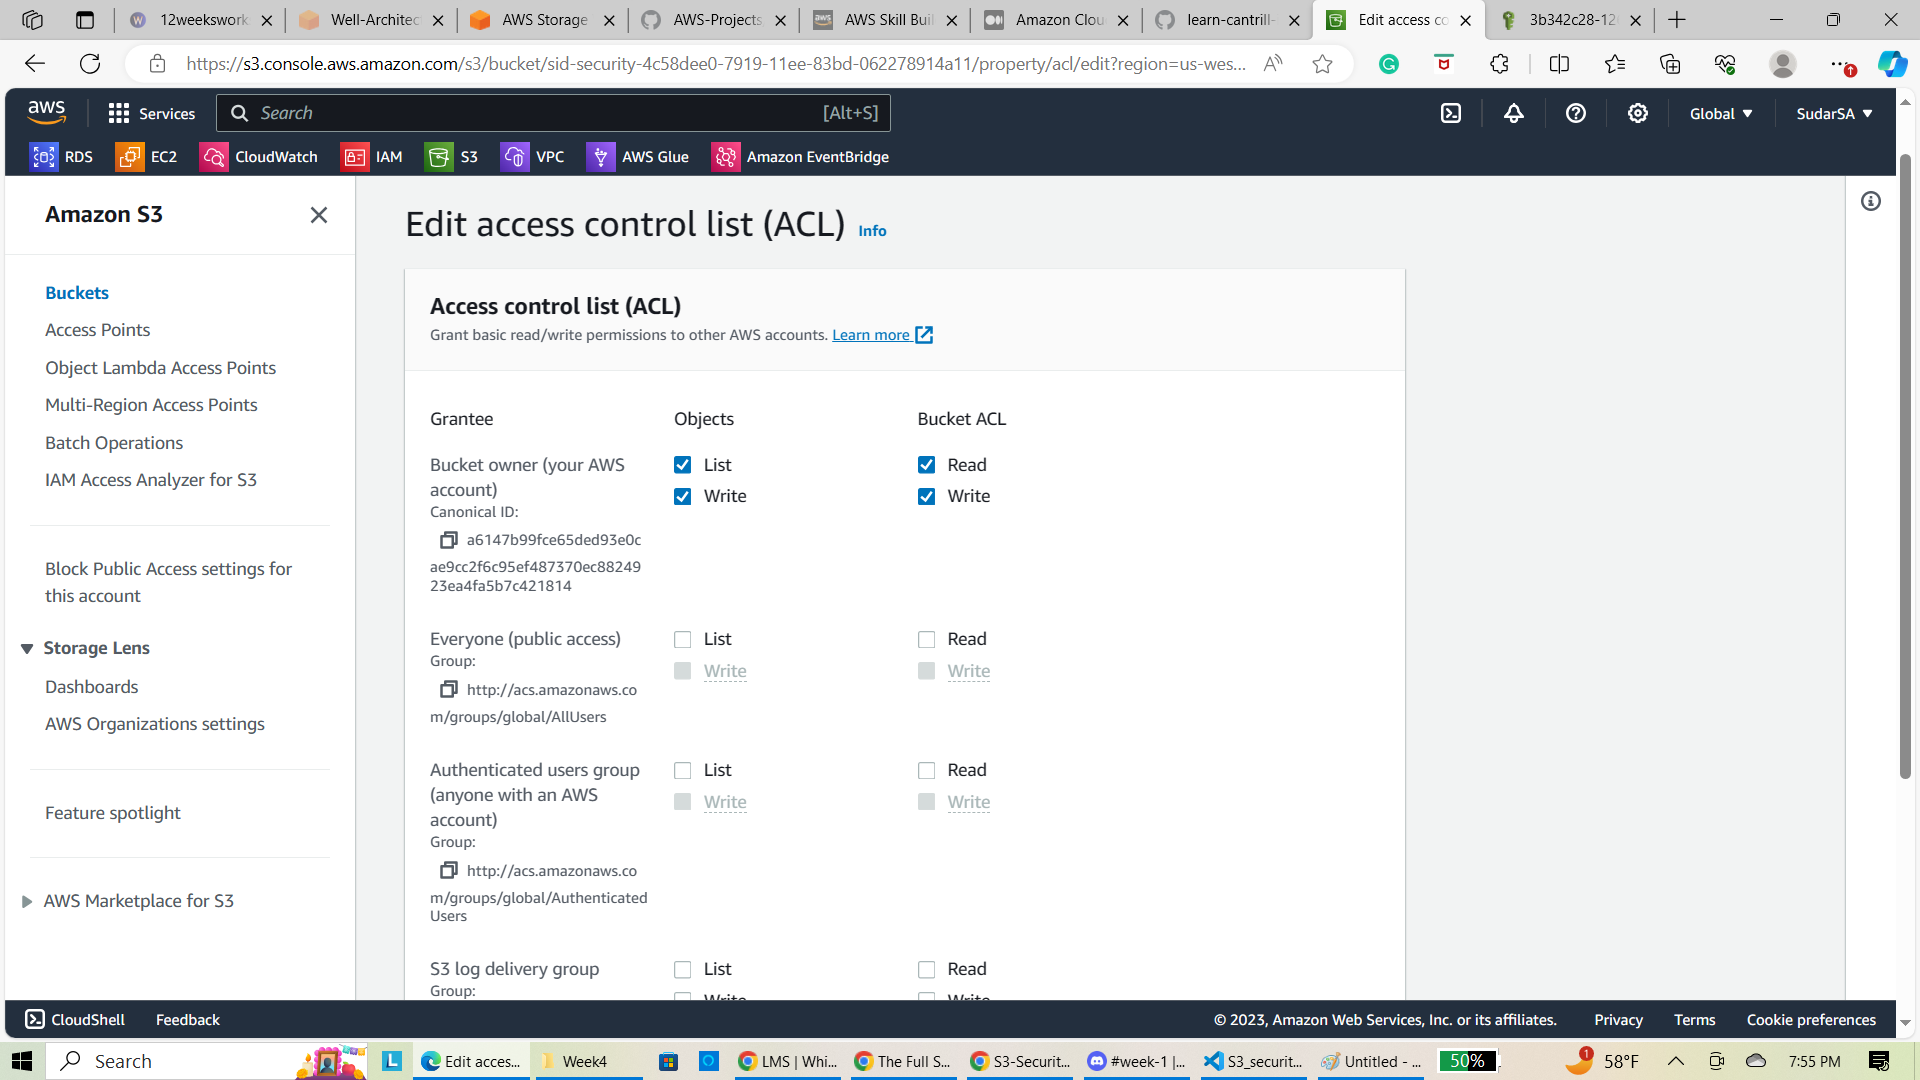 12weekswork
Well-Architec
AWS Storage
AWS-Projects
AWS Skill Buil
Amazon Clou
learn-cantrill-
Edit access co
3b342c28-12
https://s3.console.aws.amazon.com/s3/bucket/sid-security-4c58dee0-7919-11ee-83bd-062278914a11/property/acl/edit?region=us-wes...
aws
Services
Search
[Alt+S]
Global
SudarSA
RDS
EC2
CloudWatch
IAM
S3
VPC
AWS Glue
Amazon EventBridge
Amazon S3
Buckets
Access Points
Object Lambda Access Points
Multi-Region Access Points
Batch Operations
IAM Access Analyzer for S3
Block Public Access settings for
this account
Storage Lens
Dashboards
AWS Organizations settings
Feature spotlight
AWS Marketplace for S3
Edit access control list (ACL) Info
Access control list (ACL)
Grant basic read/write permissions to other AWS accounts. Learn more
Grantee Objects Bucket ACL
Bucket owner (your AWS
account)
Canonical ID:
a6147b99fce65ded93e0c
ae9cc2f6c95ef487370ec88249
23ea4fa5b7c421814
List
Write
Read
Write
Everyone (public access)
Group:
http://acs.amazonaws.co
m/groups/global/AllUsers
List
Write
Read
Write
Authenticated users group
(anyone with an AWS
account)
Group:
http://acs.amazonaws.co
m/groups/global/Authenticated
Users
List
Write
Read
Write
S3 log delivery group
Group:
List
Write
Read
Write
CloudShell
Feedback
© 2023, Amazon Web Services, Inc. or its affiliates.
Privacy
Terms
Cookie preferences
Search
L
Edit acces...
Week4
LMS | Whi...
The Full S...
S3-Securit...
#week-1 |...
S3_securit...
Untitled - ...
50%
1
58°F
7:55 PM